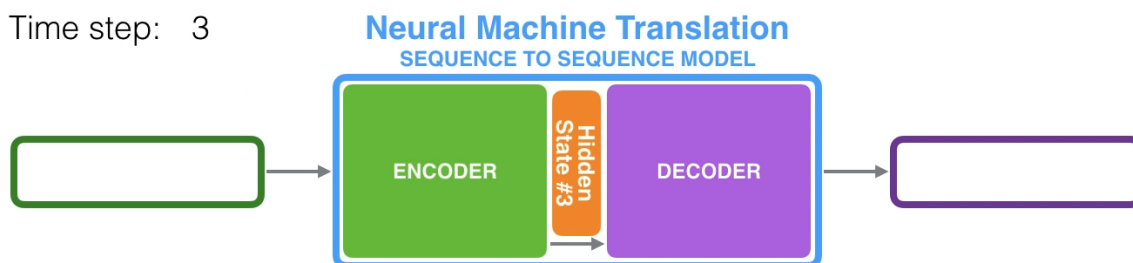 Time step: 3
Neural Machine Translation
SEQUENCE TO SEQUENCE MODEL
ENCODER
Hidden
State #3
DECODER